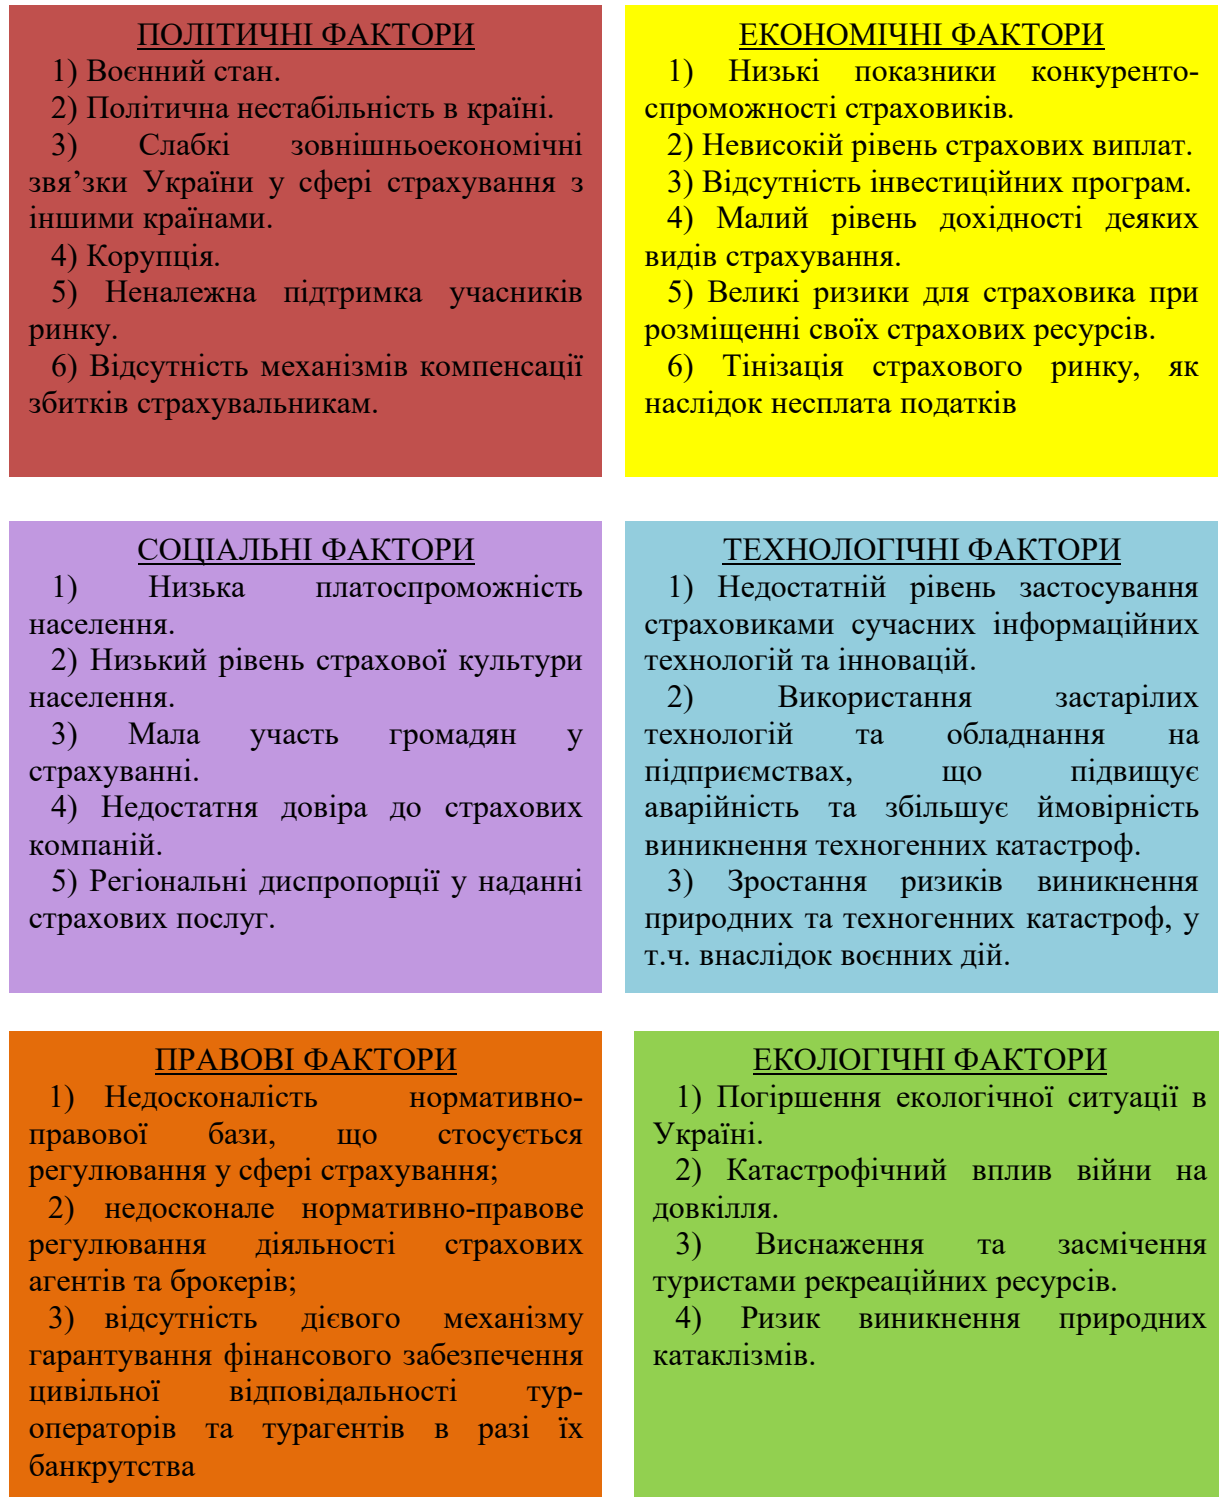 ПОЛІТИЧНІ ФАКТОРИ
1) Воєнний стан.
2) Політична нестабільність в країні.
3) Слабкі зовнішньоекономічні
звя’зки України у сфері страхування з
іншими країнами.
4) Корупція.
5) Неналежна підтримка учасників
ринку.
6) Відсутність механізмів компенсації
збитків страхувальникам.
ЕКОНОМІЧНІ ФАКТОРИ
1) Низькі показники конкуренто-
спроможності страховиків.
2) Невисокій рівень страхових виплат.
3) Відсутність інвестиційних програм.
4) Малий рівень дохідності деяких
видів страхування.
5) Великі ризики для страховика при
розміщенні своїх страхових ресурсів.
6) Тінізація страхового ринку, як
наслідок несплата податків
СОЦІАЛЬНІ ФАКТОРИ
1) Низька платоспроможність
населення.
2) Низький рівень страхової культури
населення.
3) Мала участь громадян у
страхуванні.
4) Недостатня довіра до страхових
компаній.
5) Регіональні диспропорції у наданні
страхових послуг.
ТЕХНОЛОГІЧНІ ФАКТОРИ
1) Недостатній рівень застосування
страховиками сучасних інформаційних
технологій та інновацій.
2) Використання застарілих
технологій та обладнання на
підприємствах, що підвищує
аварійність та збільшує ймовірність
виникнення техногенних катастроф.
3) Зростання ризиків виникнення
природних та техногенних катастроф, у
т.ч. внаслідок воєнних дій.
ПРАВОВІ ФАКТОРИ
1) Недосконалість нормативно-
правової бази, що стосується
регулювання у сфері страхування;
2) недосконале нормативно-правове
регулювання діяльності страхових
агентів та брокерів;
3) відсутність дієвого механізму
гарантування фінансового забезпечення
цивільної відповідальності тур-
операторів та турагентів в разі їх
банкрутства
ЕКОЛОГІЧНІ ФАКТОРИ
1) Погіршення екологічної ситуації в
Україні.
2) Катастрофічний вплив війни на
довкілля.
3) Виснаження та засмічення
туристами рекреаційних ресурсів.
4) Ризик виникнення природних
катаклізмів.